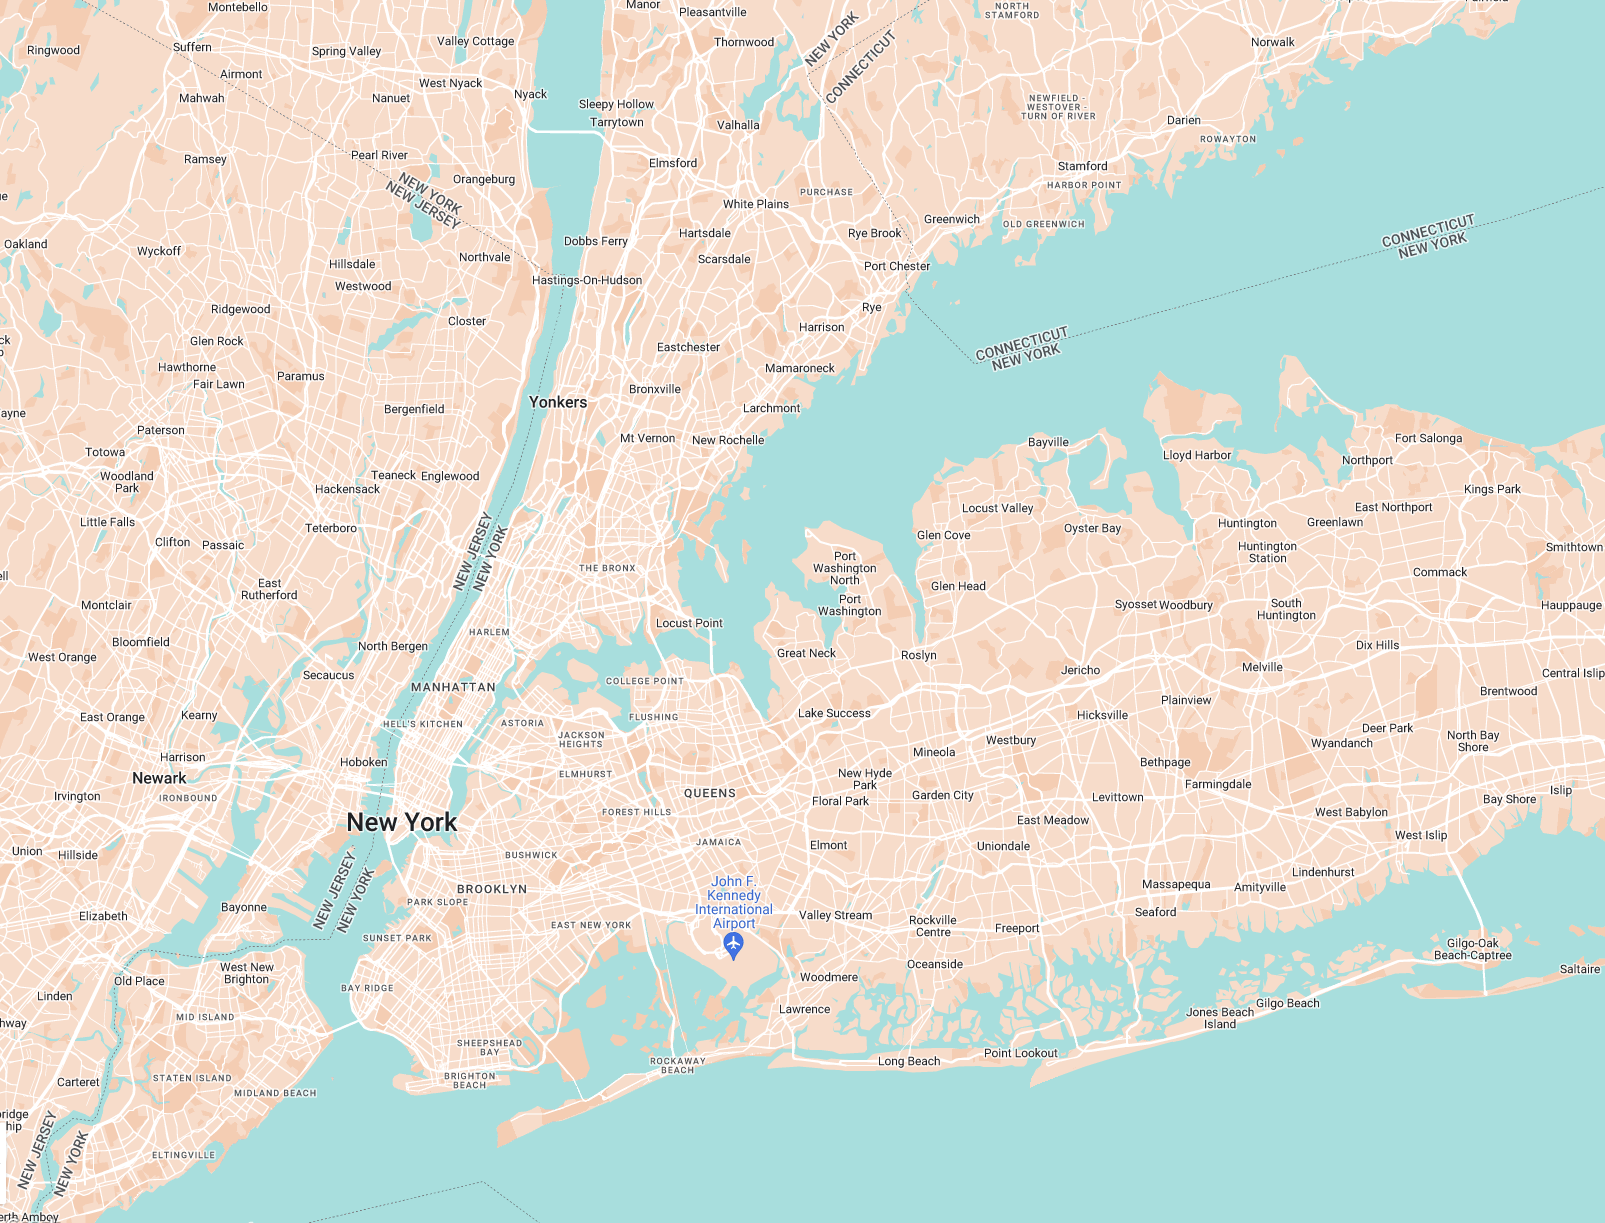 Montebello
Manor
Pleasantville
NORTH
STAMFORD
Ringwood
Suffern
Spring Valley
Valley Cottage
Thornwood
NEW YORK
CONNECTICUT
Norwalk
Airmont
West Nyack
Mahwah
Nanuet
Nyack
Sleepy Hollow
Tarrytown
Valhalla
NEWFIELD -
WESTOVER -
TURN OF RIVER
Darien
ROWAYTON
Ramsey
Pearl River
Orangeburg
Elmsford
Stamford
HARBOR POINT
NEW YORK
NEW JERSEY
PURCHASE
White Plains
Greenwich
OLD GREENWICH
Oakland
Wyckoff
Dobbs Ferry
Hartsdale
Rye Brook
CONNECTICUT
NEW YORK
Hillsdale
Northvale
Scarsdale
Port Chester
Westwood
Hastings-On-Hudson
Ridgewood
Closter
Rye
Harrison
Glen Rock
Eastchester
CONNECTICUT
NEW YORK
Hawthorne
Fair Lawn
Paramus
Mamaroneck
Bronxville
Yonkers
Bergenfield
Larchmont
ayne
Paterson
Mt Vernon
New Rochelle
Bayville
Fort Salonga
Totowa
Lloyd Harbor
Northport
Woodland
Park
Teaneck
Englewood
Hackensack
Kings Park
Little Falls
Teterboro
Locust Valley
East Northport
Oyster Bay
Huntington
Greenlawn
Clifton
Passaic
NEW JERSEY
NEW YORK
Glen Cove
Huntington
Station
Smithtown
THE BRONX
Port
Washington
North
Commack
East
Rutherford
Glen Head
Montclair
Port
Washington
Syosset
Woodbury
South
Huntington
Hauppauge
Bloomfield
HARLEM
Locust Point
North Bergen
West Orange
Great Neck
Roslyn
Dix Hills
Secaucus
MANHATTAN
COLLEGE POINT
Jericho
Melville
Central Islip
Brentwood
East Orange
Kearny
HELL'S KITCHEN
ASTORIA
FLUSHING
Lake Success
Hicksville
Plainview
Deer Park
JACKSON
HEIGHTS
Westbury
Wyandanch
North Bay
Shore
Harrison
Hoboken
Mineola
Bethpage
Newark
ELMHURST
New Hyde
Park
Farmingdale
Irvington
IRONBOUND
QUEENS
Floral Park
Garden City
Levittown
Bay Shore
Islip
New York
FOREST HILLS
East Meadow
West Babylon
Union
Hillside
BUSHWICK
JAMAICA
Elmont
Uniondale
West Islip
NEW JERSEY
NEW YORK
BROOKLYN
John F.
Kennedy
International
Airport
Massapequa
Amityville
Lindenhurst
Elizabeth
Bayonne
PARK SLOPE
EAST NEW YORK
Valley Stream
Rockville
Centre
Freeport
Seaford
SUNSET PARK
Gilgo-Oak
Beach-Captree
Old Place
West New
Brighton
Woodmere
Oceanside
Saltaire
Linden
BAY RIDGE
Lawrence
Gilgo Beach
hway
MID ISLAND
Jones Beach
Island
SHEEPSHEAD
BAY
ROCKAWAY
BEACH
Long Beach
Point Lookout
Carteret
STATEN ISLAND
BRIGHTON
BEACH
MIDLAND BEACH
NEW JERSEY
NEW YORK
ELTINGVILLE
erth Amboy